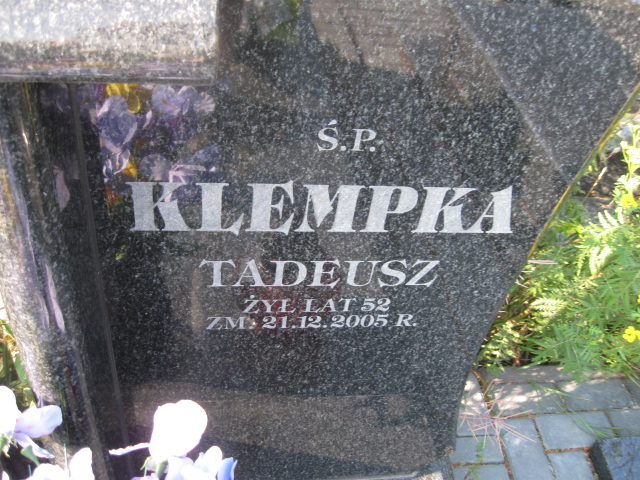 Ś.P.
KLEMPKA
TADEUSZ
ŻYŁ LAT 52
ZM. 21.12.2005 R.